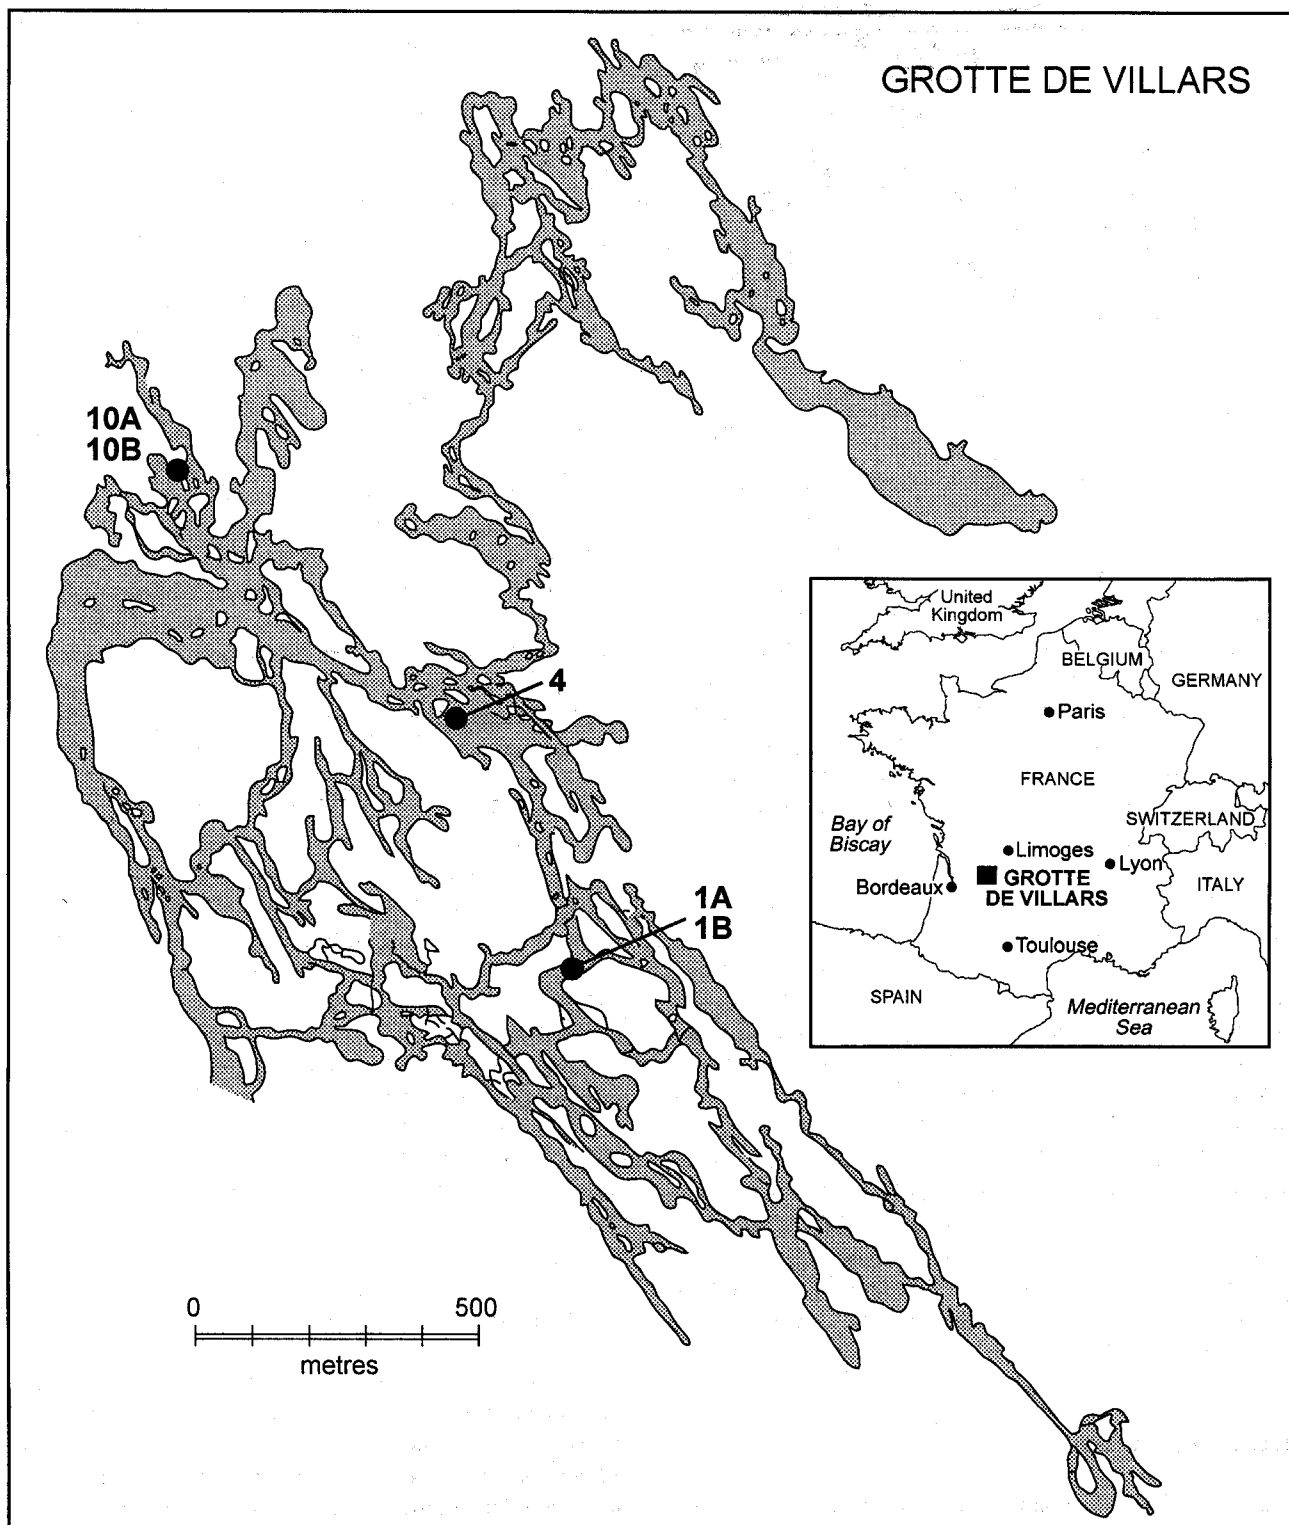 GROTTE DE VILLARS
10A
10B
4
1A
1B
0 500
metres
United
Kingdom
BELGIUM
GERMANY
Paris
FRANCE
SWITZERLAND
Bay of
Biscay
Limoges
Lyon
Bordeaux
GROTTE
DE VILLARS
ITALY
Toulouse
SPAIN
Mediterranean
Sea